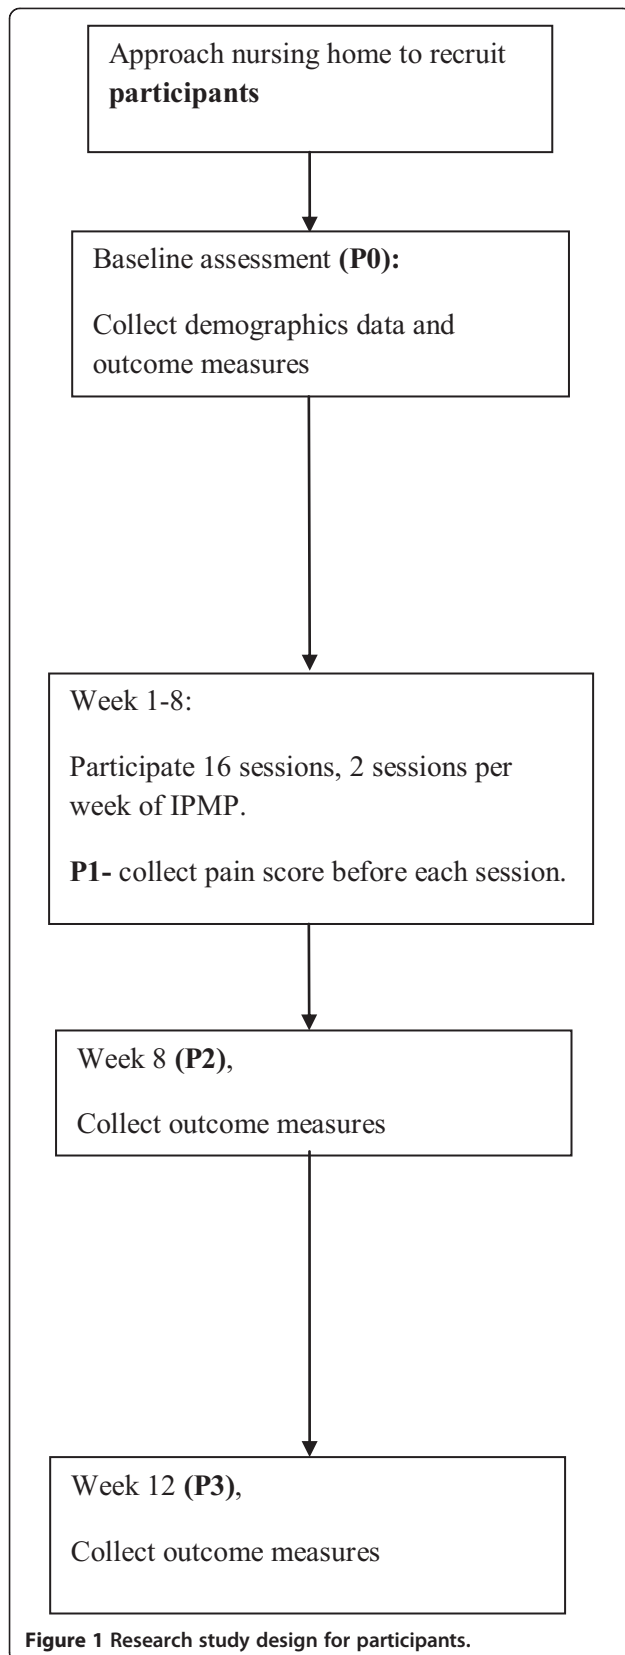 Approach nursing home to recruit
participants
Baseline assessment (P0):
Collect demographics data and
outcome measures
Week 1-8:
Participate 16 sessions, 2 sessions per
week of IPMP.
P1- collect pain score before each session.
Week 8 (P2),
Collect outcome measures
Week 12 (P3),
Collect outcome measures
Figure 1 Research study design for participants.